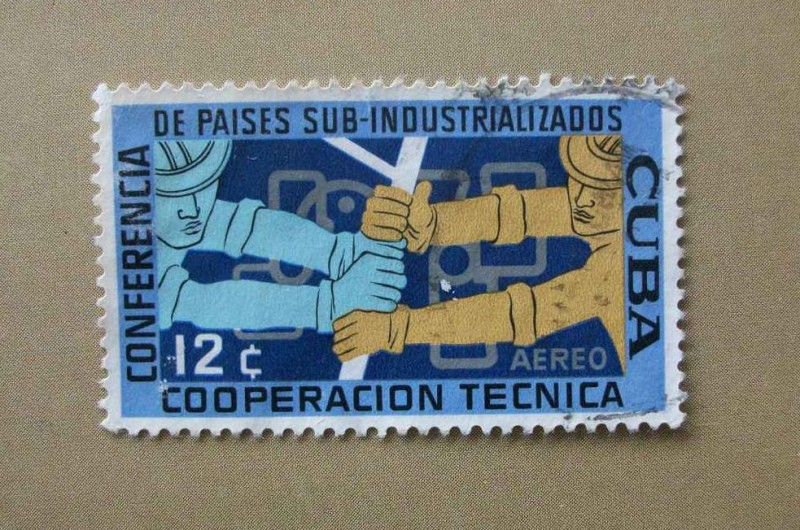 CONFERENCIA
DE PAISES SUB-INDUSTRIALIZADOS
CUBA
12 ¢
AEREO
COOPERACION TECNICA